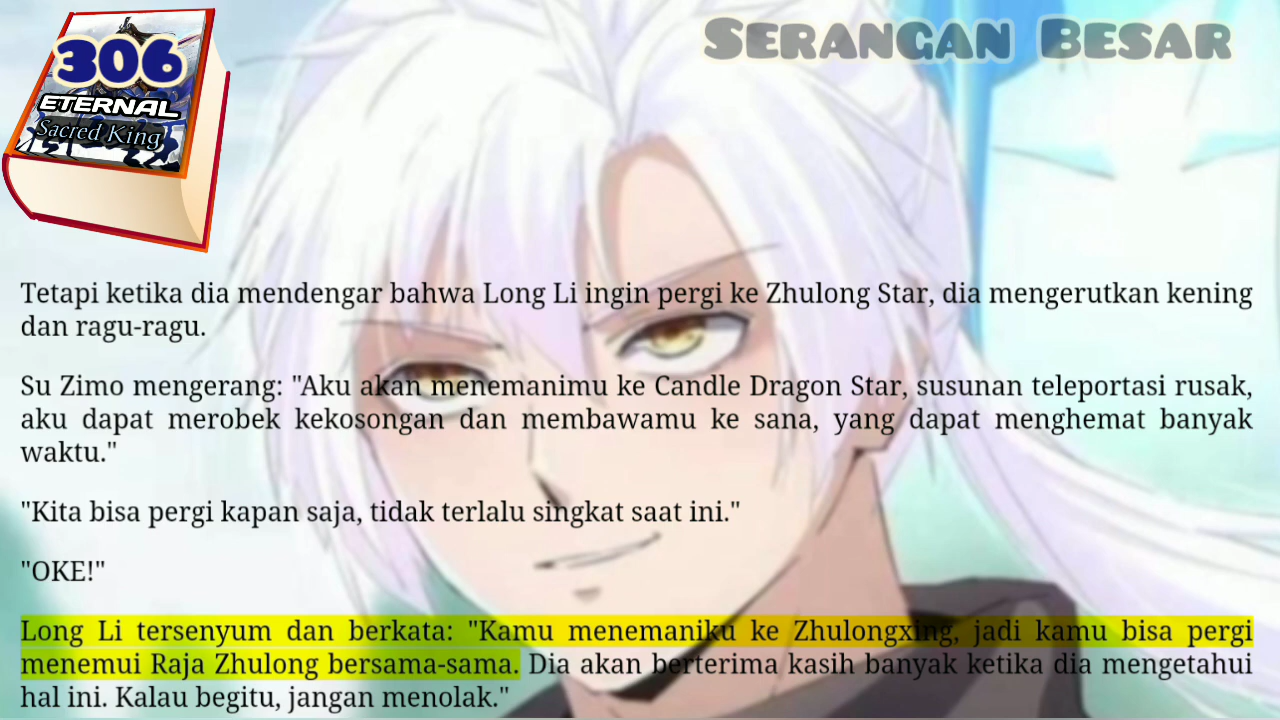 306
ETERNAL
Sacred King
SERANGAN BESAR
Tetapi ketika dia mendengar bahwa Long Li ingin pergi ke Zhulong Star, dia mengerutkan kening
dan ragu-ragu.
Su Zimo mengerang: "Aku akan menemanimu ke Candle Dragon Star, susunan teleportasi rusak,
aku dapat merobek kekosongan dan membawamu ke sana, yang dapat menghemat banyak
waktu."
"Kita bisa pergi kapan saja, tidak terlalu singkat saat ini."
"OKE!"
Long Li tersenyum dan berkata: "Kamu menemaniku ke Zhulongxing, jadi kamu bisa pergi
menemui Raja Zhulong bersama-sama. Dia akan berterima kasih banyak ketika dia mengetahui
hal ini. Kalau begitu, jangan menolak."